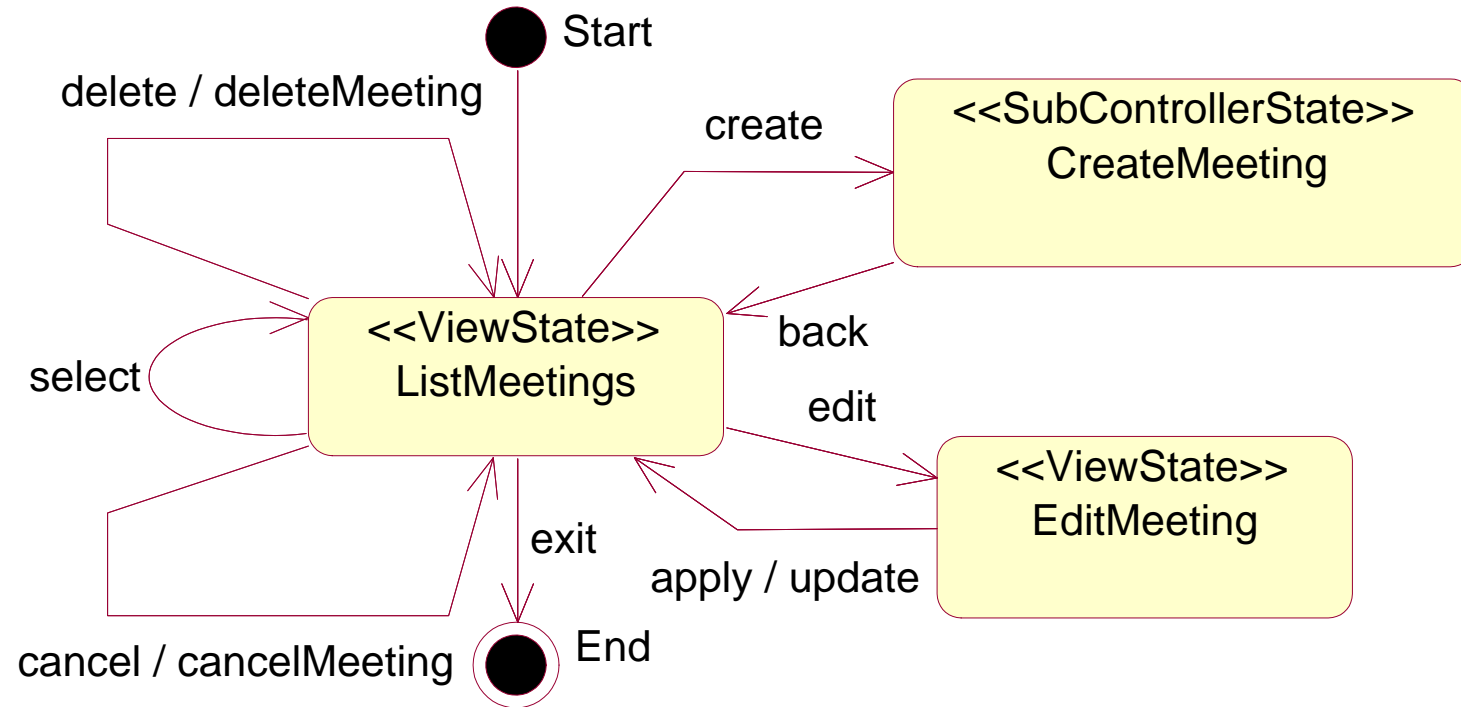 Start
delete / deleteMeeting
create
<<SubControllerState>>
CreateMeeting
<<ViewState>>
ListMeetings
back
select
edit
<<ViewState>>
EditMeeting
exit
apply / update
cancel / cancelMeeting
End